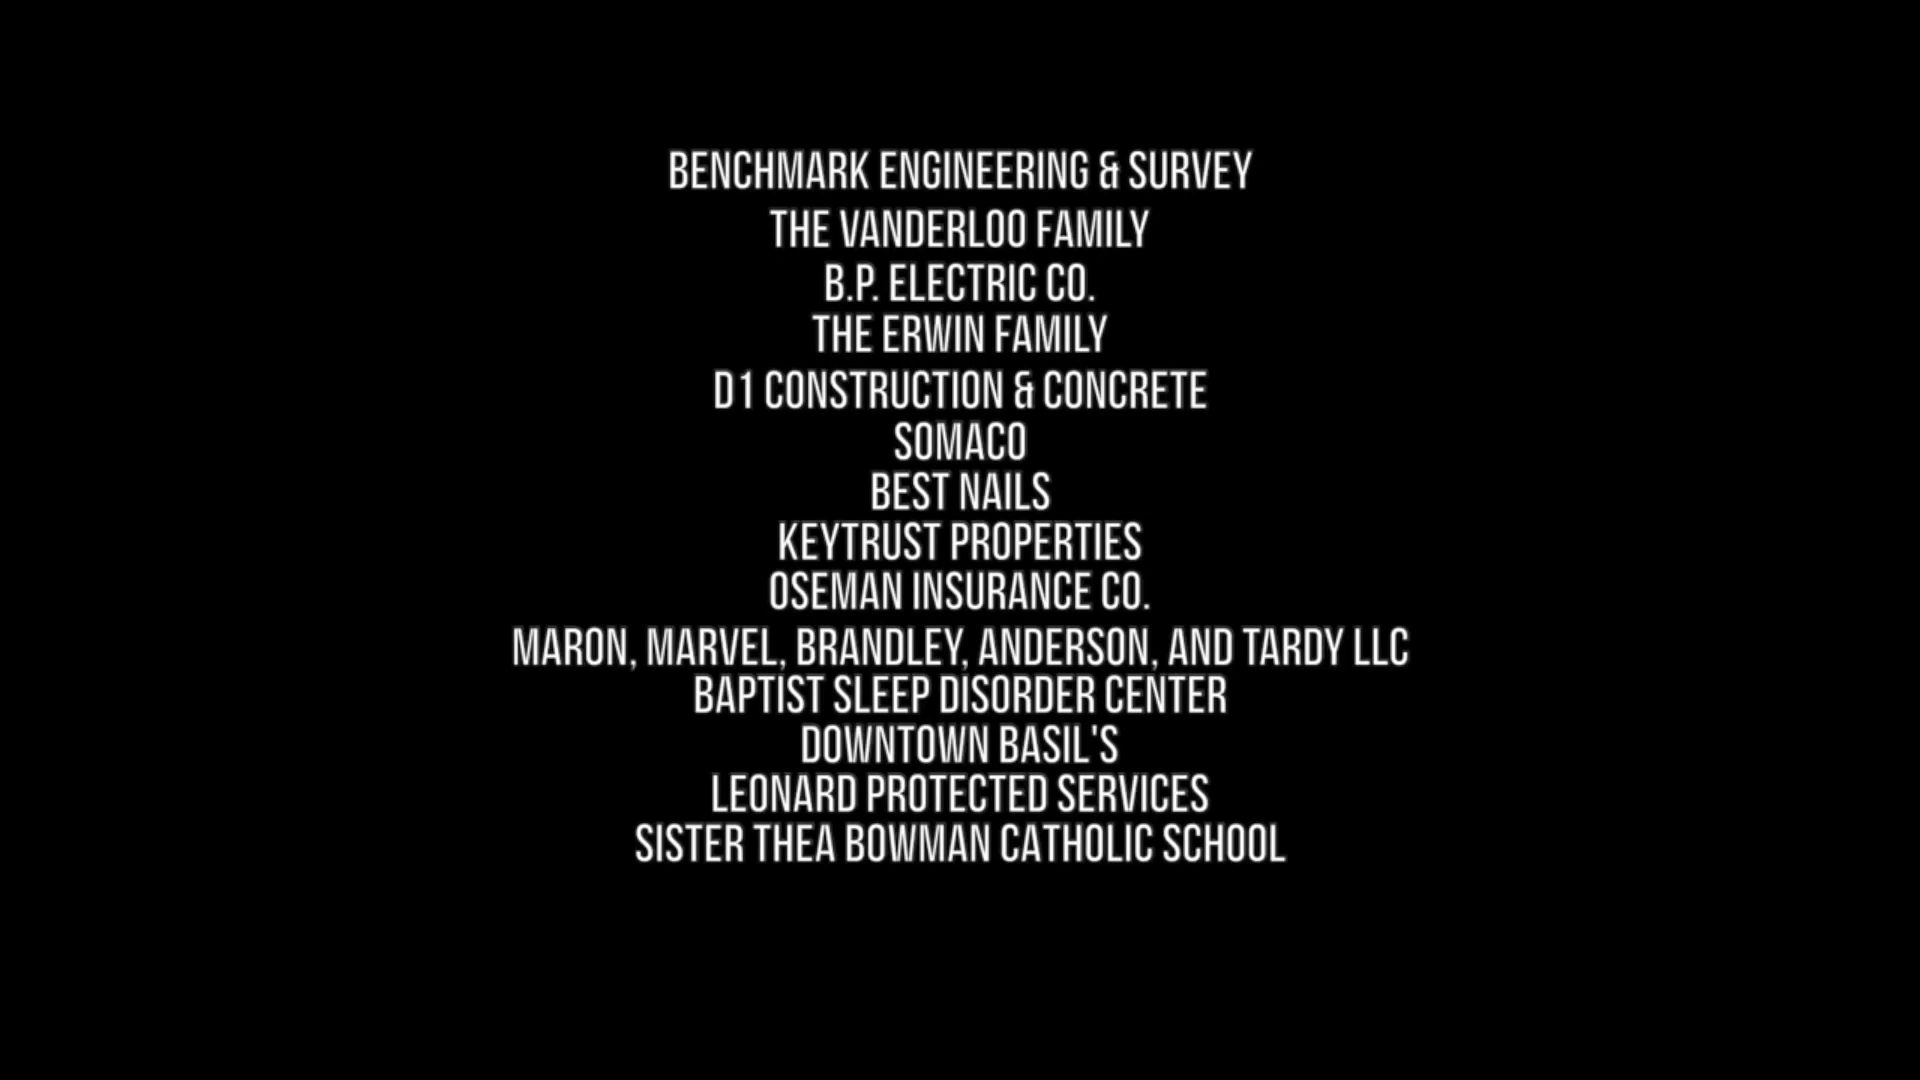 BENCHMARK ENGINEERING & SURVEY
THE VANDERLOO FAMILY
B.P. ELECTRIC CO.
THE ERWIN FAMILY
D1 CONSTRUCTION & CONCRETE
SOMACO
BEST NAILS
KEYTRUST PROPERTIES
OSEMAN INSURANCE CO.
MARON, MARVEL, BRANDLEY, ANDERSON, AND TARDY LLC
BAPTIST SLEEP DISORDER CENTER
DOWNTOWN BASIL'S
LEONARD PROTECTED SERVICES
SISTER THEA BOWMAN CATHOLIC SCHOOL